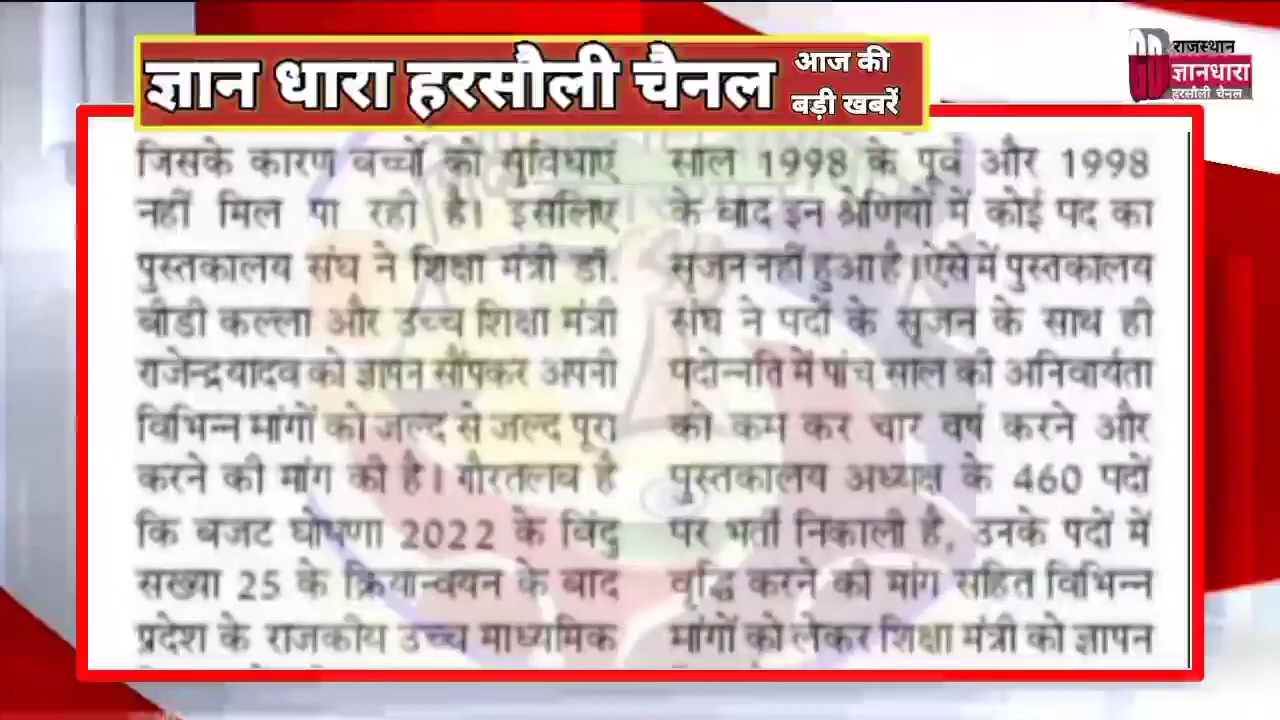 ज्ञान धारा हरसौली चैनल
आज की
बड़ी खबरें
राजस्थान
ज्ञानधारा
हरसौली चैनल
जिसके कारण बच्चों को सुविधाएं
नहीं मिल पा रही है। इसलिए
पुस्तकालय संघ ने शिक्षा मंत्री डॉ.
बीडी कल्ला और उच्च शिक्षा मंत्री
राजेन्द्र यादव को ज्ञापन सौंपकर अपनी
विभिन्न मांगों को जल्द से जल्द पूरा
करने की मांग की है। गौरतलब है
कि बजट घोषणा 2022 के बिंदु
सख्या 25 के क्रियान्वयन के बाद
प्रदेश के राजकीय उच्च माध्यमिक
साल 1998 के पूर्व और 1998
के बाद इन श्रेणियों में कोई पद का
सृजन नहीं हुआ है। ऐसे में पुस्तकालय
संघ ने पदों के सृजन के साथ ही
पदोन्नति में पांच साल की अनिवार्यता
को कम कर चार वर्ष करने और
पुस्तकालय अध्यक्ष के 460 पदों
पर भर्ती निकाली है, उनके पदों में
वृद्धि करने की मांग सहित विभिन्न
मांगों को लेकर शिक्षा मंत्री को ज्ञापन